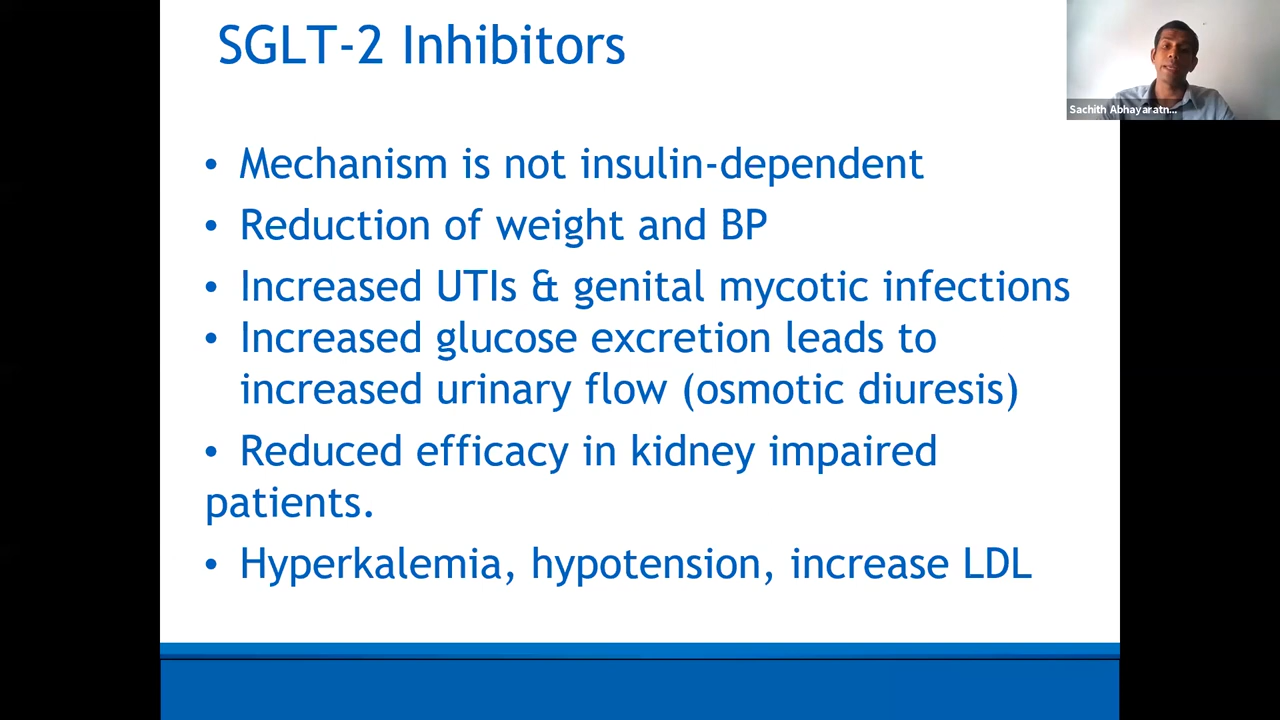 SGLT-2 Inhibitors
Sachith Abhayaratn...
• Mechanism is not insulin-dependent
• Reduction of weight and BP
• Increased UTIs & genital mycotic infections
• Increased glucose excretion leads to
increased urinary flow (osmotic diuresis)
• Reduced efficacy in kidney impaired
patients.
• Hyperkalemia, hypotension, increase LDL